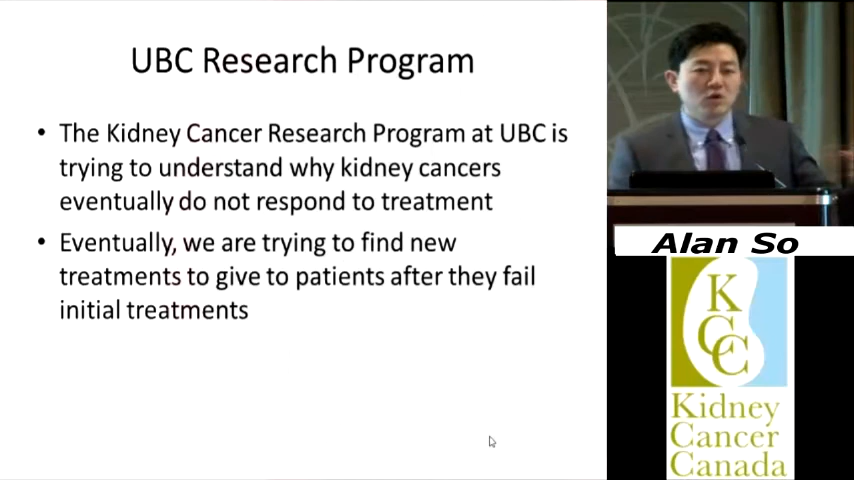 UBC Research Program
• The Kidney Cancer Research Program at UBC is
trying to understand why kidney cancers
eventually do not respond to treatment
• Eventually, we are trying to find new
treatments to give to patients after they fail
initial treatments
Alan So
K
C
C
Kidney
Cancer
Canada